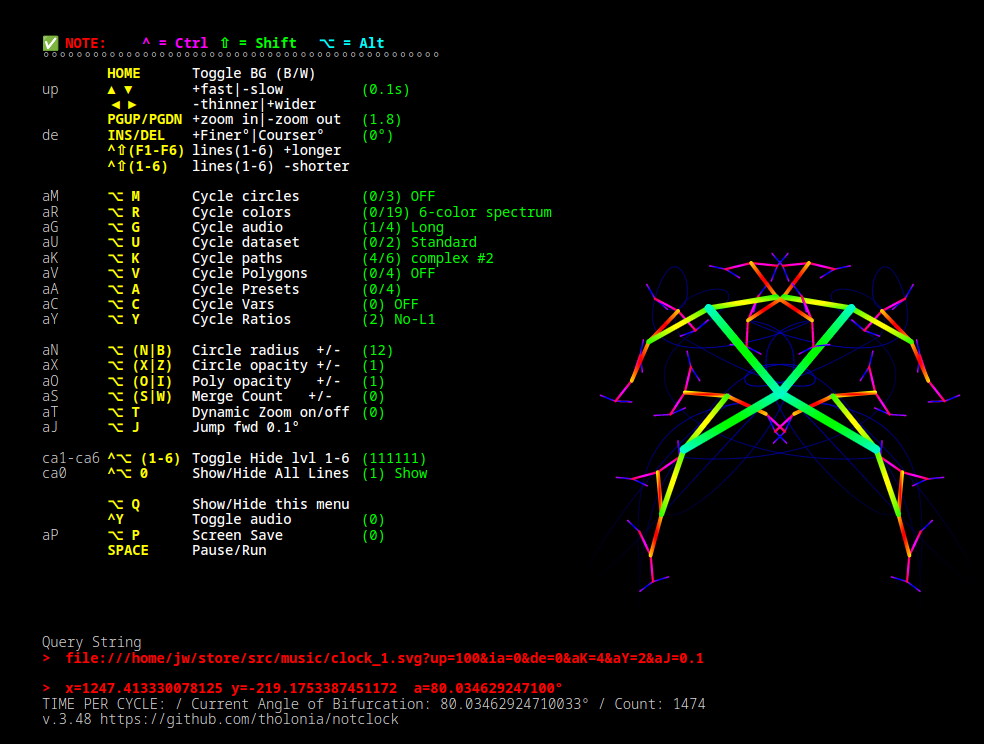 ✅ NOTE: ^ = Ctrl ⇧ = Shift ⌥ = Alt
HOME Toggle BG (B/W)
up ▲ ▼ +fast|-slow (0.1s)
◀ ▶ -thinner|+wider
PGUP/PGDN +zoom in|-zoom out (1.8)
de INS/DEL +Finer°|Courser° (0°)
^⇧(F1-F6) lines(1-6) +longer
^⇧(1-6) lines(1-6) -shorter
aM ⌥ M Cycle circles (0/3) OFF
aR ⌥ R Cycle colors (0/19) 6-color spectrum
aG ⌥ G Cycle audio (1/4) Long
aU ⌥ U Cycle dataset (0/2) Standard
aK ⌥ K Cycle paths (4/6) complex #2
aV ⌥ V Cycle Polygons (0/4) OFF
aA ⌥ A Cycle Presets (0/4)
aC ⌥ C Cycle Vars (0) OFF
aY ⌥ Y Cycle Ratios (2) No-L1
aN ⌥ (N|B) Circle radius +/- (12)
aX ⌥ (X|Z) Circle opacity +/- (1)
aO ⌥ (O|I) Poly opacity +/- (1)
aS ⌥ (S|W) Merge Count +/- (0)
aT ⌥ T Dynamic Zoom on/off (0)
aJ ⌥ J Jump fwd 0.1°
ca1-ca6 ^⌥ (1-6) Toggle Hide lvl 1-6 (111111)
ca0 ^⌥ 0 Show/Hide All Lines (1) Show
⌥ Q Show/Hide this menu
^Y Toggle audio (0)
aP ⌥ P Screen Save (0)
SPACE Pause/Run
Query String
> file:///home/jw/store/src/music/clock_1.svg?up=100&ia=0&de=0&aK=4&aY=2&aJ=0.1
> x=1247.413330078125 y=-219.1753387451172 a=80.034629247100°
TIME PER CYCLE: / Current Angle of Bifurcation: 80.03462924710033° / Count: 1474
v.3.48 https://github.com/tholonia/notclock